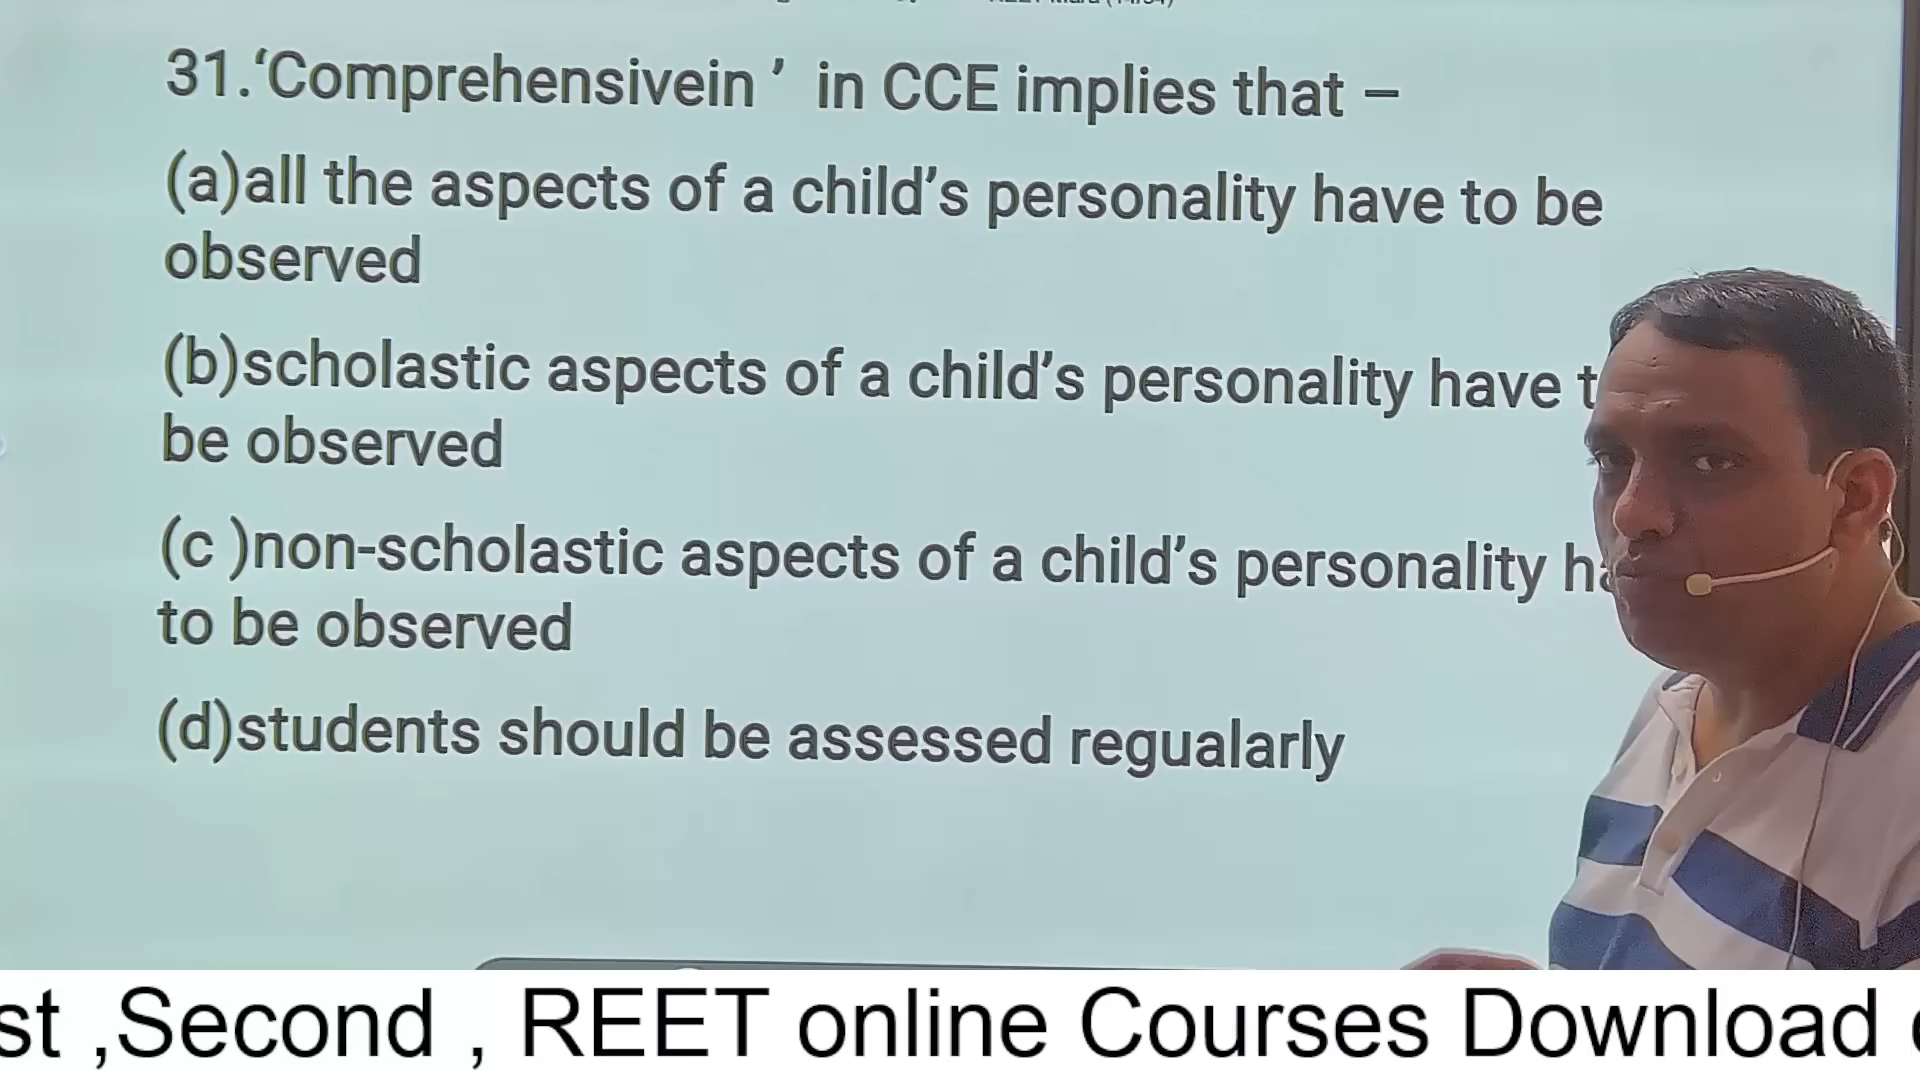 31.‘Comprehensivein ’ in CCE implies that –
(a)all the aspects of a child’s personality have to be
observed
(b)scholastic aspects of a child’s personality have
be observed
(c )non-scholastic aspects of a child’s personality
to be observed
(d)students should be assessed regualarly
st ,Second , REET online Courses Download